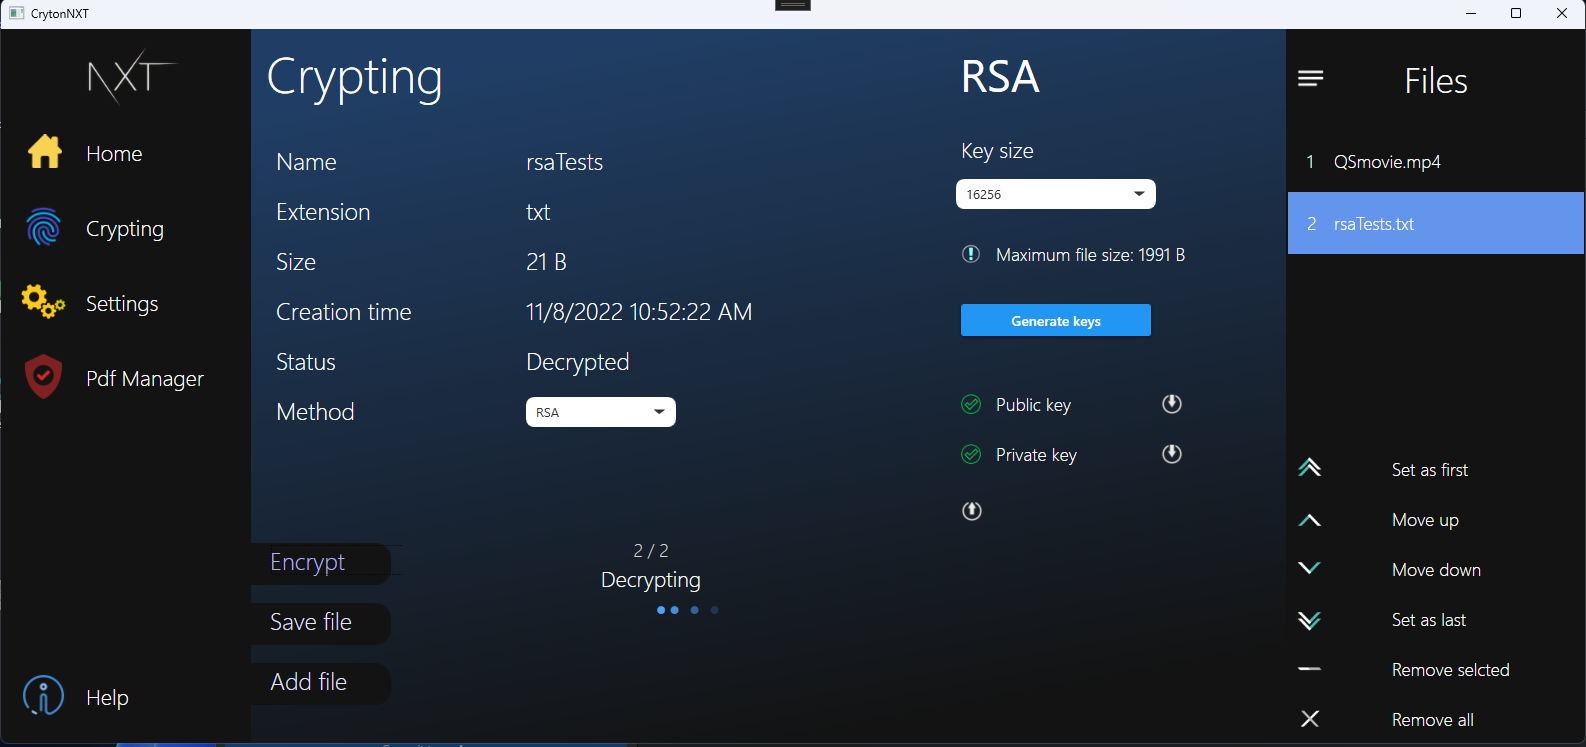 CrytonNXT
NXT
Home
Crypting
Settings
Pdf Manager
Help
Crypting
Name rsaTests
Extension txt
Size 21 B
Creation time 11/8/2022 10:52:22 AM
Status Decrypted
Method RSA
Encrypt
Save file
Add file
2 / 2
Decrypting
RSA
Key size
16256
Maximum file size: 1991 B
Generate keys
Public key
Private key
Files
1 QSmovie.mp4
2 rsaTests.txt
Set as first
Move up
Move down
Set as last
Remove selcted
Remove all